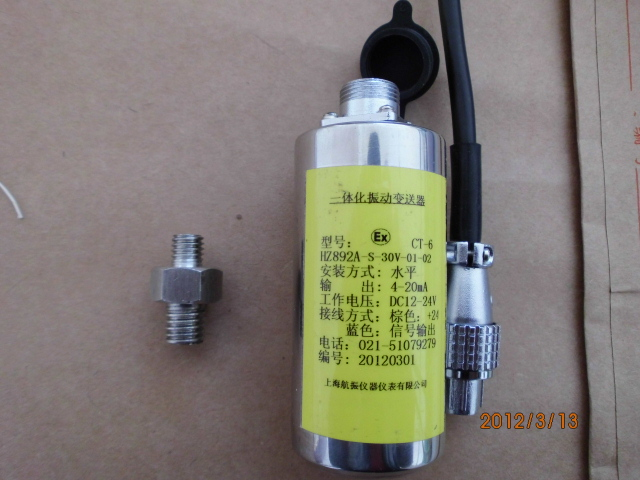 一体化振动变送器
型号: Ex CT-6
HZ892A-S-30V-01-02
安装方式: 水平
输 出: 4-20mA
工作电压: DC12-24V
接线方式: 棕色: +24
蓝色: 信号输出
电话: 021-51079279
编号: 20120301
上海航振仪器仪表有限公司
2012/3/13